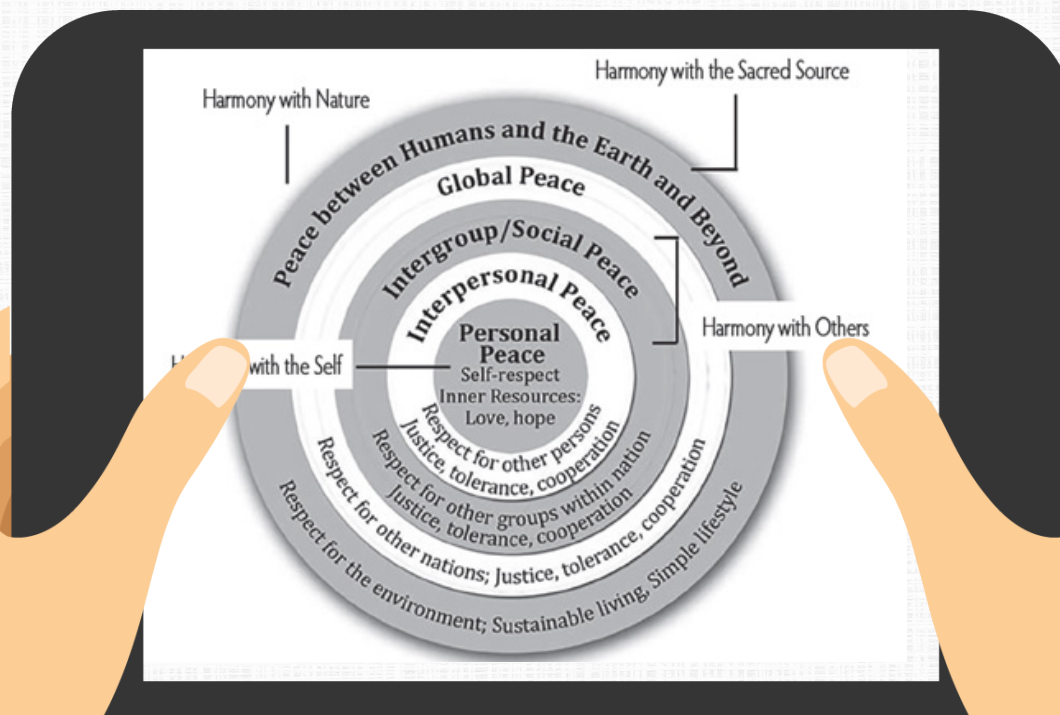 Harmony with the Sacred Source
Harmony with Nature
Peace between Humans and the Earth and Beyond
Global Peace
Intergroup/Social Peace
Interpersonal Peace
Harmony with Others
Personal
Peace
Self-respect
Inner Resources:
Love, hope
with the Self
Respect for other persons
Justice, tolerance, cooperation
Respect for other groups within nation
Justice, tolerance, cooperation
Respect for other nations; Justice, tolerance, cooperation
Respect for the environment; Sustainable living, Simple lifestyle